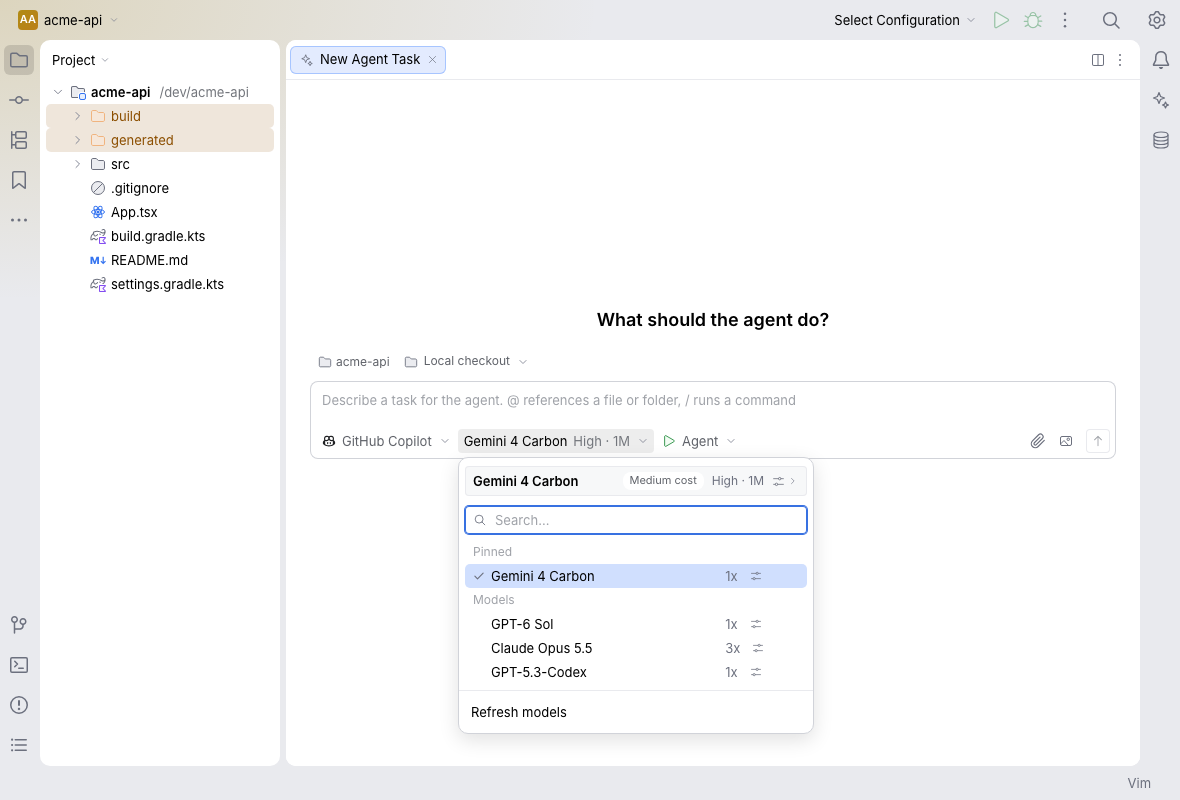 AA acme-api
Select Configuration
Project
New Agent Task
acme-api /dev/acme-api
build
generated
src
.gitignore
App.tsx
build.gradle.kts
M↓ README.md
settings.gradle.kts
What should the agent do?
acme-api Local checkout
Describe a task for the agent. @ references a file or folder, / runs a command
GitHub Copilot Gemini 4 Carbon High · 1M Agent
Gemini 4 Carbon Medium cost High · 1M
Search...
Pinned
Gemini 4 Carbon 1x
Models
GPT-6 Sol 1x
Claude Opus 5.5 3x
GPT-5.3-Codex 1x
Refresh models
Vim